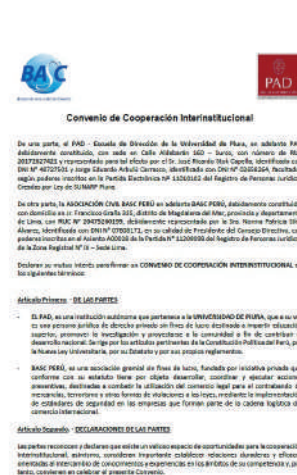 BASC
PAD
Convenio de Cooperación Interinstitucional
De una parte, el PAD - Escuela de Dirección de la Universidad de Piura, en adelante PAD
debidamente constituido, con sede en Calle Aldebarán 160 – Surco, con número de RUC
y representado para tal efecto por el Sr. José Ricardo Stok Capella, identificado con
DNI N° y Jorge Eduardo Arbulú Carrasco, identificado con DNI N° facultados
según poderes inscritos en la Partida Electrónica N° del Registro de Personas Jurídicas
Creadas por Ley de SUNARP Piura.
De otra parte, la ASOCIACIÓN CIVIL BASC PERÚ, en adelante BASC PERÚ, debidamente constituida
con domicilio en Jr. Francisco Graña 335, distrito de Magdalena del Mar, provincia y departamento
de Lima, con RUC N° debidamente representado por la Sra. Norma Patricia
identificada con DNI N° en su calidad de Presidente del Consejo Directivo, con
poderes inscritos en el Asiento de la Partida N° del Registro de Personas Jurídicas
de la Zona Registral N° IX – Sede Lima.
Declaran su mutuo interés para firmar un CONVENIO DE COOPERACIÓN INTERINSTITUCIONAL en
los siguientes términos:
Artículo Primero. - DE LAS PARTES
- EL PAD, es una institución autónoma que pertenece a la UNIVERSIDAD DE PIURA, que a su vez
es una persona jurídica de derecho privado sin fines de lucro destinada a impartir educación
superior, promover la investigación y proyectarse a la comunidad a fin de contribuir al
desarrollo nacional. Se rige por los artículos pertinentes de la Constitución Política del Perú, por
la Nueva Ley Universitaria, por su Estatuto y por sus propios reglamentos.
- BASC PERÚ, es una asociación gremial sin fines de lucro, fundada por iniciativa privada que
conforme con su estatuto tiene por objeto desarrollar, coordinar y ejecutar acciones
preventivas, destinadas a combatir la utilización del comercio legal para el contrabando de
mercancías, terrorismo y otras formas de violaciones a las leyes, mediante la implementación
de estándares de seguridad en las empresas que forman parte de la cadena logística del
comercio internacional.
Artículo Segundo. - DECLARACIONES DE LAS PARTES
Las partes reconocen y declaran que existe un valioso espacio de oportunidades para la cooperación
interinstitucional, asimismo, consideran importante establecer relaciones duraderas y eficaces
orientadas al intercambio de conocimientos y experiencias en los ámbitos de su competencia
tanto, convienen en celebrar el presente Convenio.